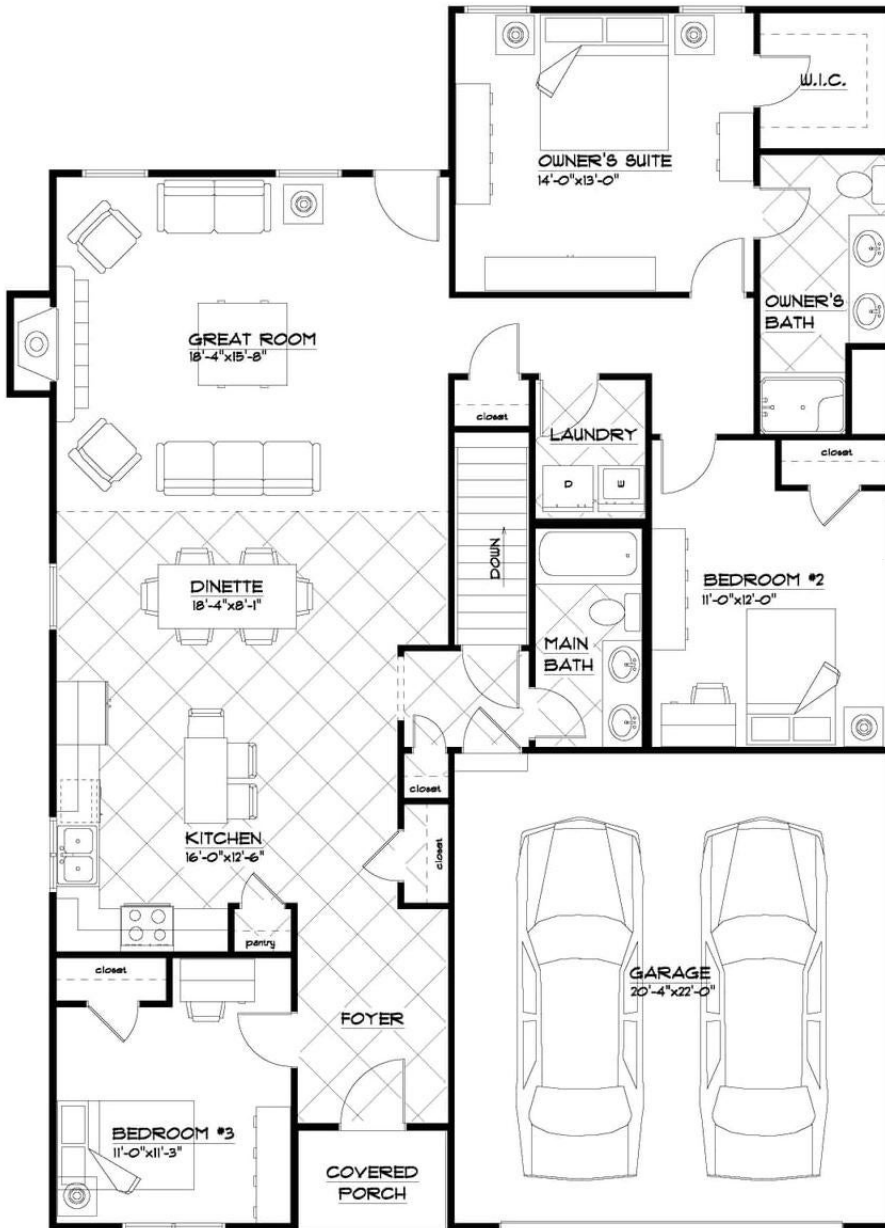 W.I.C.
OWNER'S SUITE
14'-0"x13'-0"
OWNER'S
BATH
GREAT ROOM
18'-4"x15'-8"
closet
LAUNDRY
D
W
closet
DOWN
DINETTE
18'-4"x8'-1"
BEDROOM #2
11'-0"x12'-0"
MAIN
BATH
closet
KITCHEN
16'-0"x12'-6"
closet
pantry
closet
GARAGE
20'-4"x22'-0"
FOYER
BEDROOM #3
11'-0"x11'-3"
COVERED
PORCH